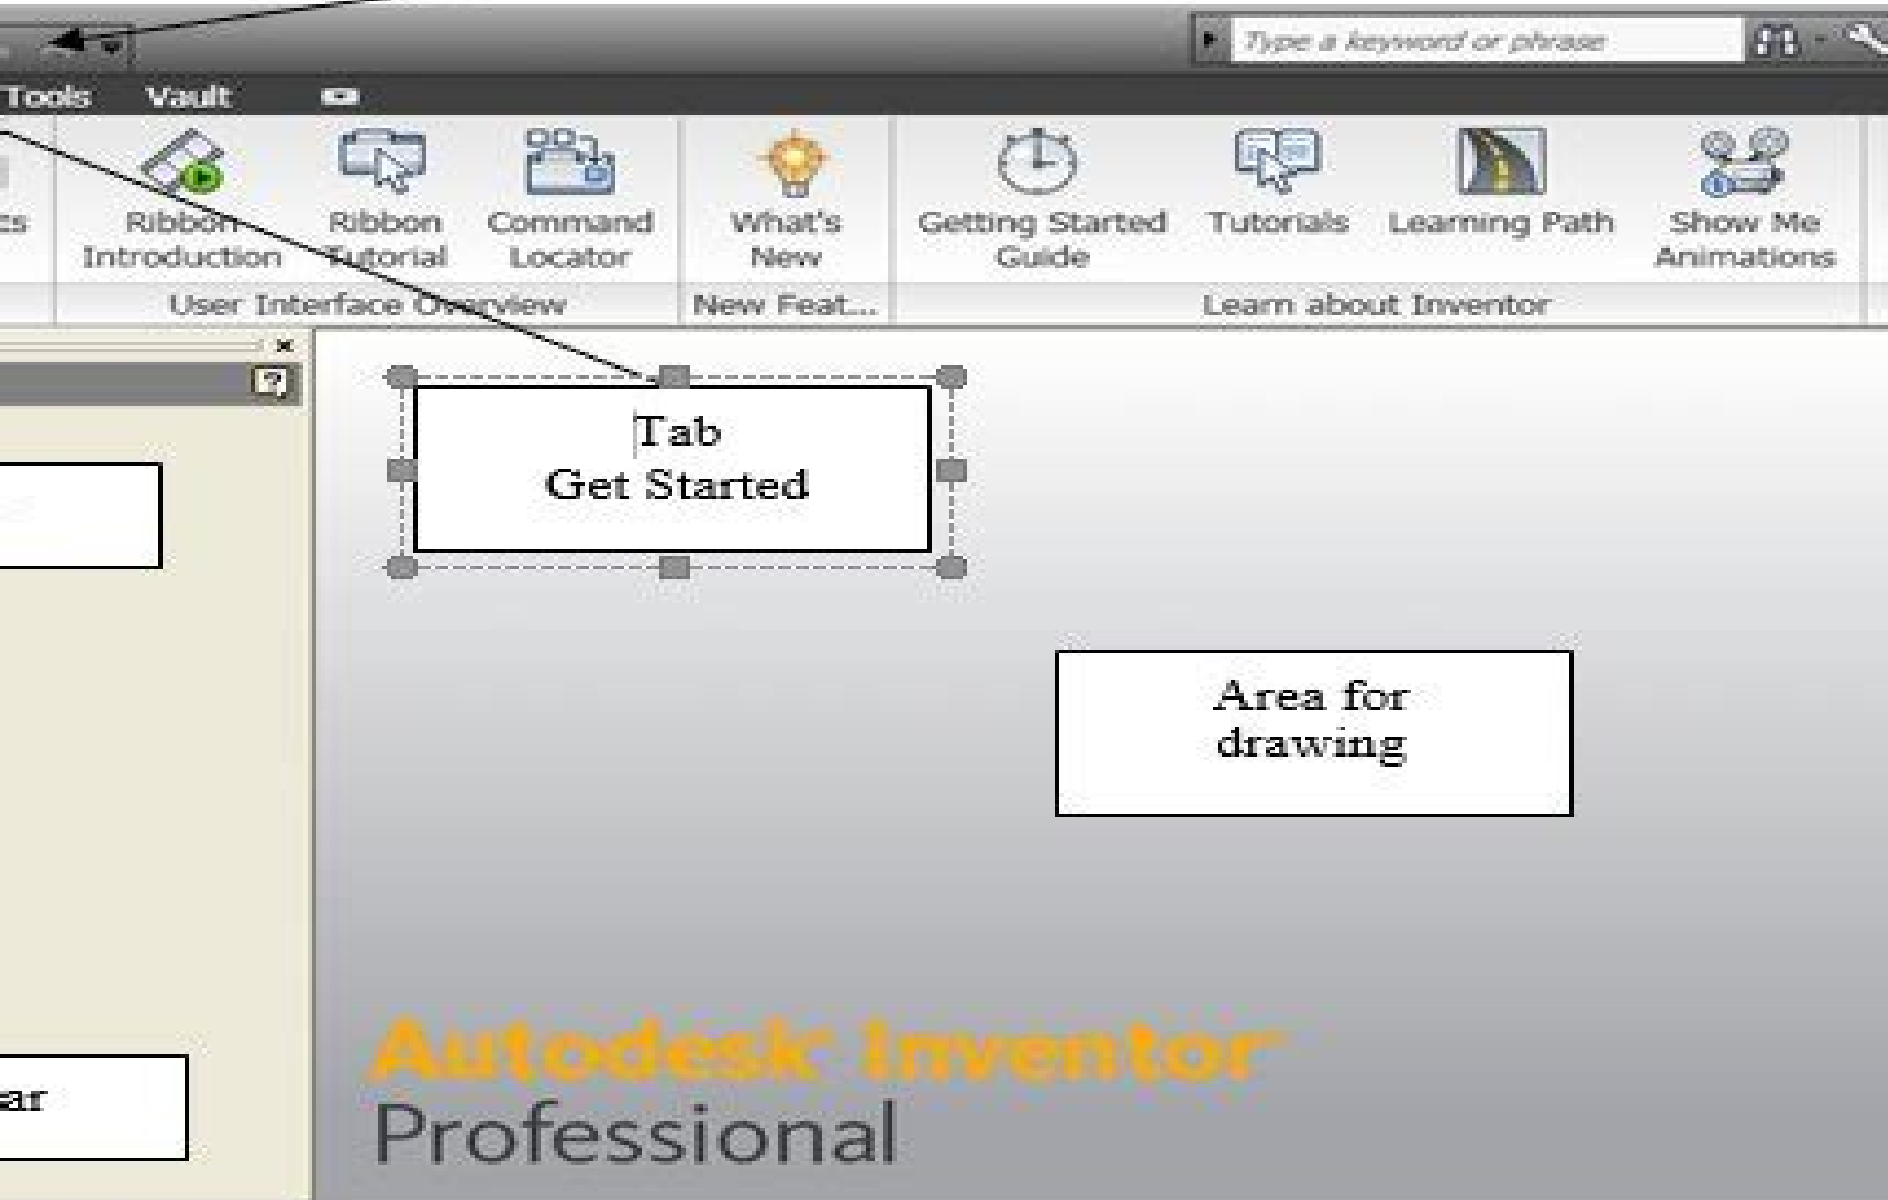 Type a keyword or phrase
Tools Vault
Ribbon Introduction
Ribbon Tutorial
Command Locator
What's New
Getting Started Guide
Tutorials
Learning Path
Show Me Animations
User Interface Overview
New Feat...
Learn about Inventor
Tab
Get Started
Area for
drawing
ar
Autodesk Inventor
Professional